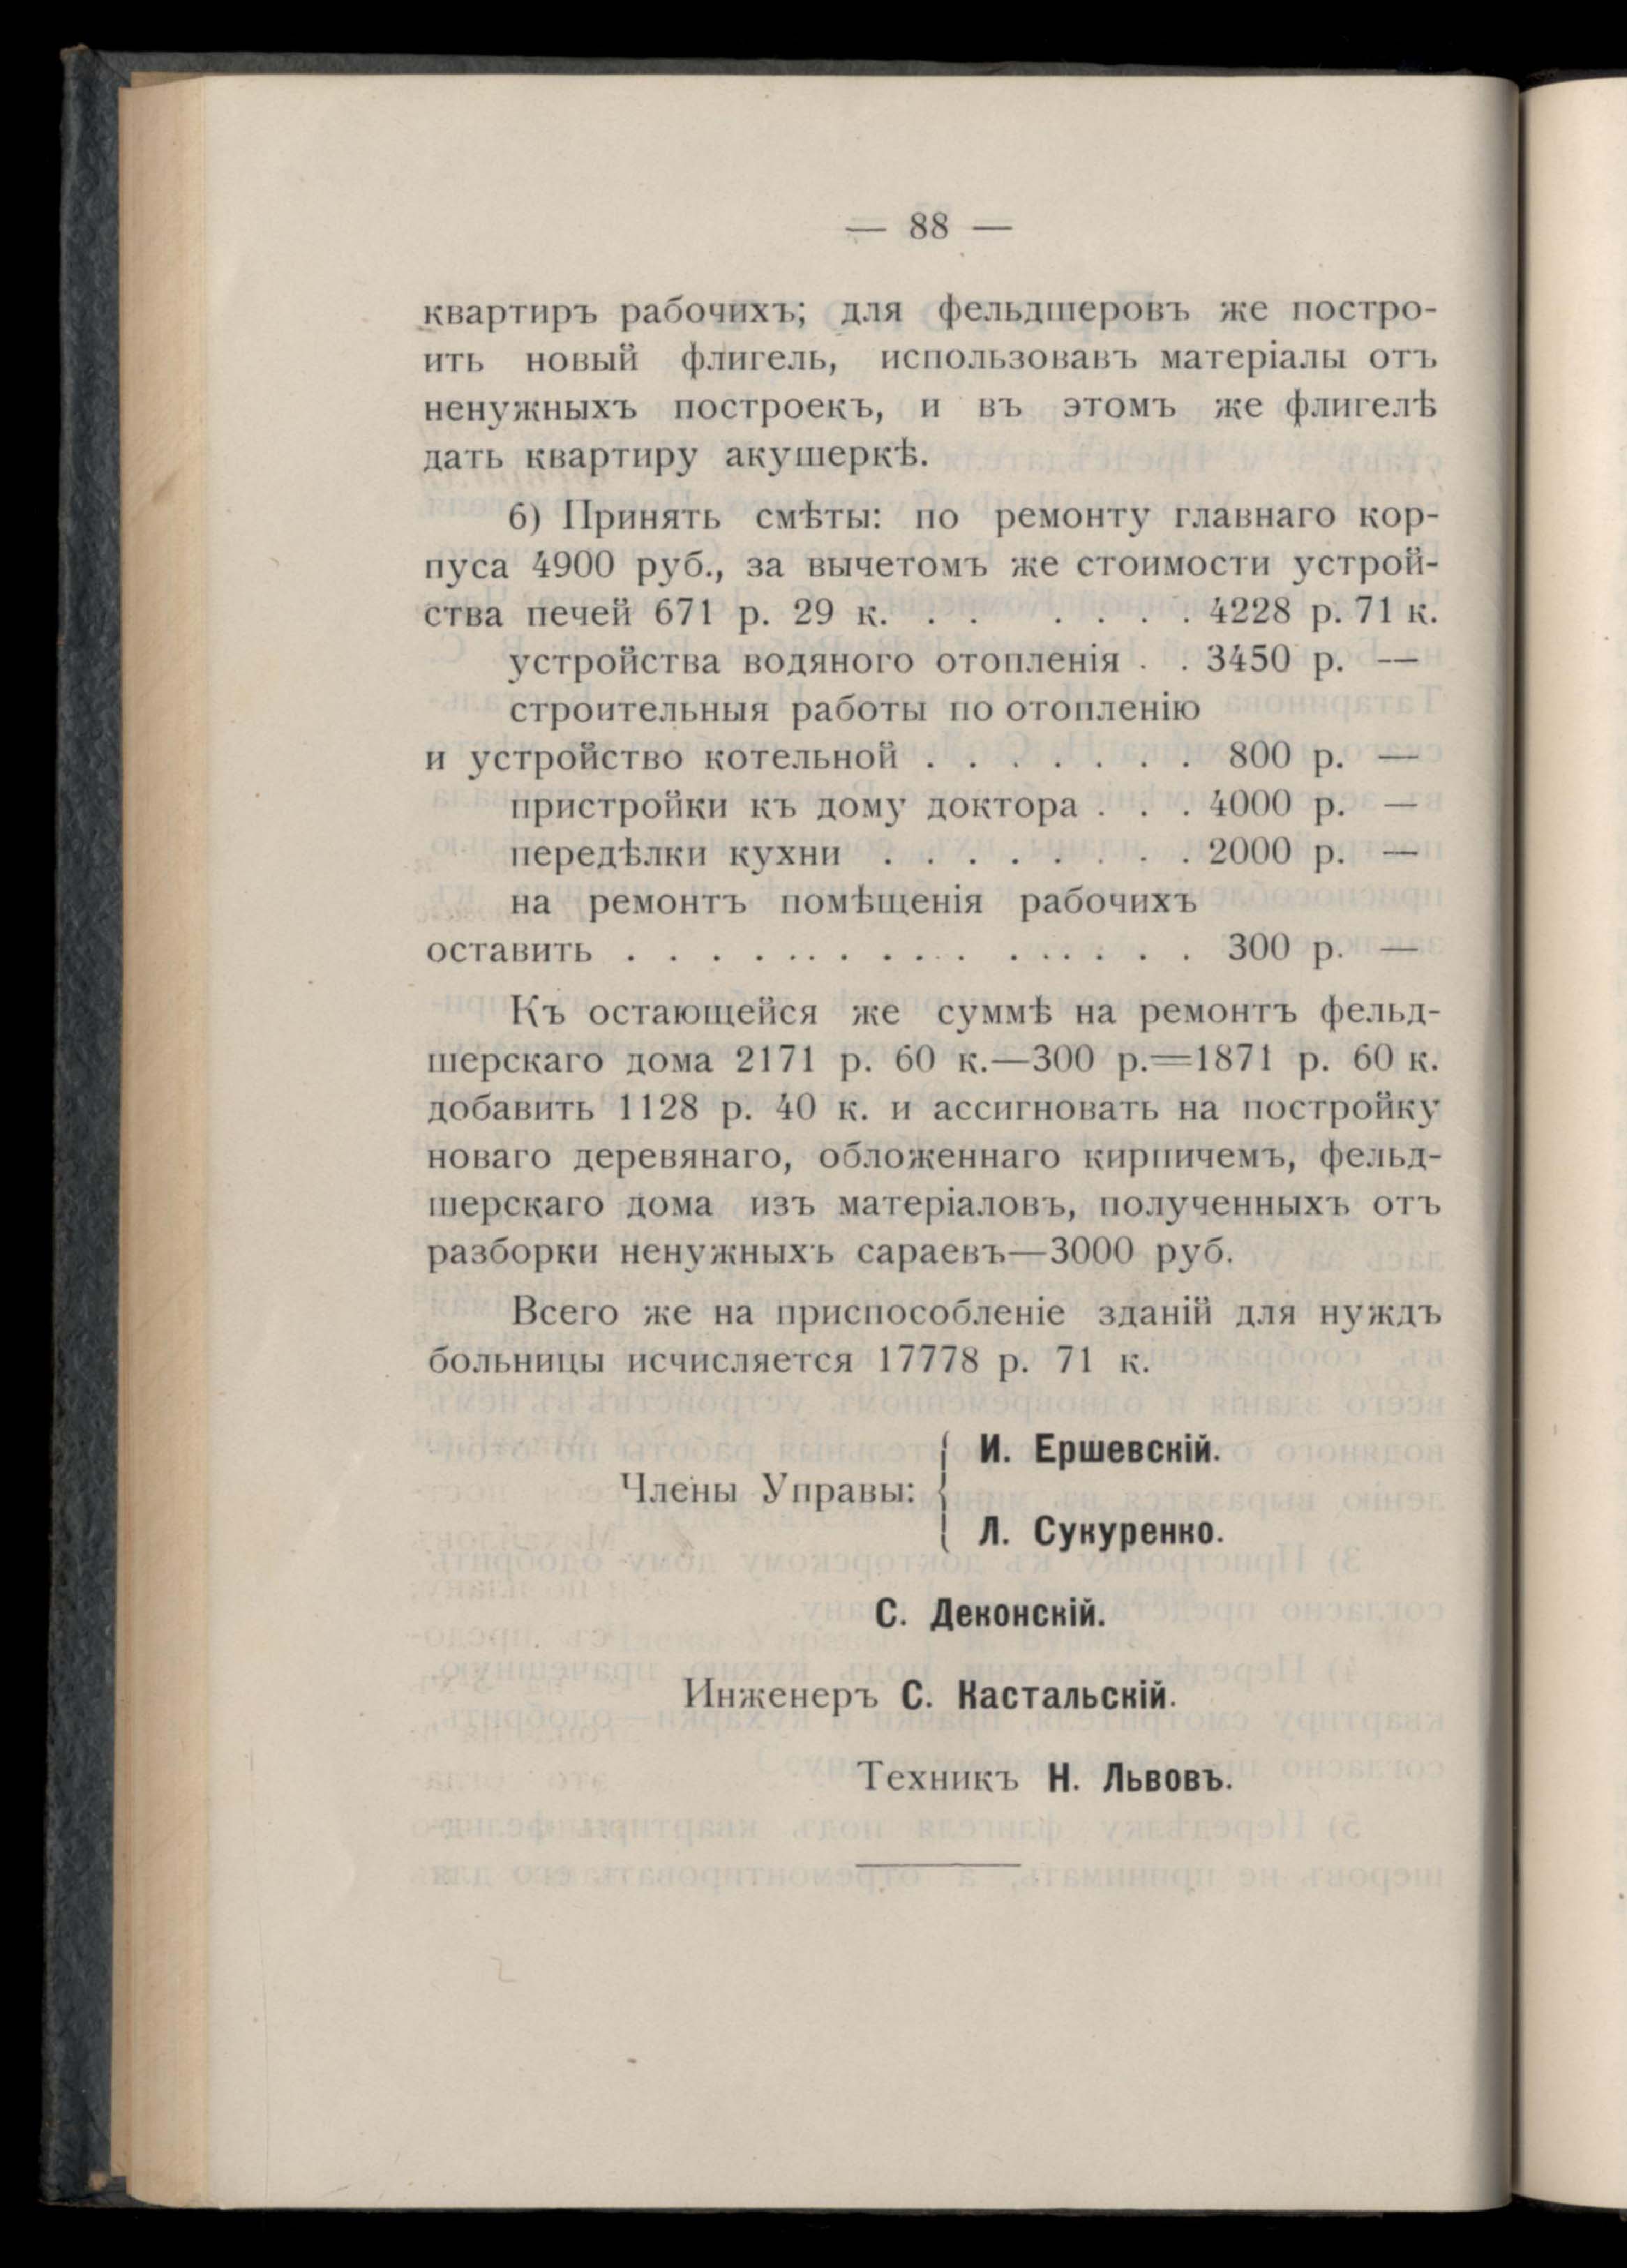 — 88 —
квартиръ рабочихъ; для фельдшеровъ же постро-
ить новый флигель, использовавъ матеріалы отъ
ненужныхъ построекъ, и въ этомъ же флигелѣ
дать квартиру акушеркѣ.
6) Принять смѣты: по ремонту главнаго кор-
пуса 4900 руб., за вычетомъ же стоимости устрой-
ства печей 671 р. 29 к. . . . . . . 4228 р. 71 к.
устройства водяного отопленія . . 3450 р. —
строительныя работы по отопленію
и устройство котельной . . . . . . . 800 р. —
пристройки къ дому доктора . . . 4000 р. —
передѣлки кухни . . . . . . . . 2000 р. —
на ремонтъ помѣщенія рабочихъ
оставить . . . . . . . . . . . . . . 300 р. —
Къ остающейся же суммѣ на ремонтъ фельд-
шерскаго дома 2171 р. 60 к.—300 р.=1871 р. 60 к.
добавить 1128 р. 40 к. и ассигновать на постройку
новаго деревянаго, обложеннаго кирпичемъ, фельд-
шерскаго дома изъ матеріаловъ, полученныхъ отъ
разборки ненужныхъ сараевъ—3000 руб.
Всего же на приспособленіе зданій для нуждъ
больницы исчисляется 17778 р. 71 к.
И. Ершевскій.
Члены Управы:
Л. Сукуренко.
С. Деконскій.
Инженеръ С. Кастальскій.
Техникъ Н. Львовъ.